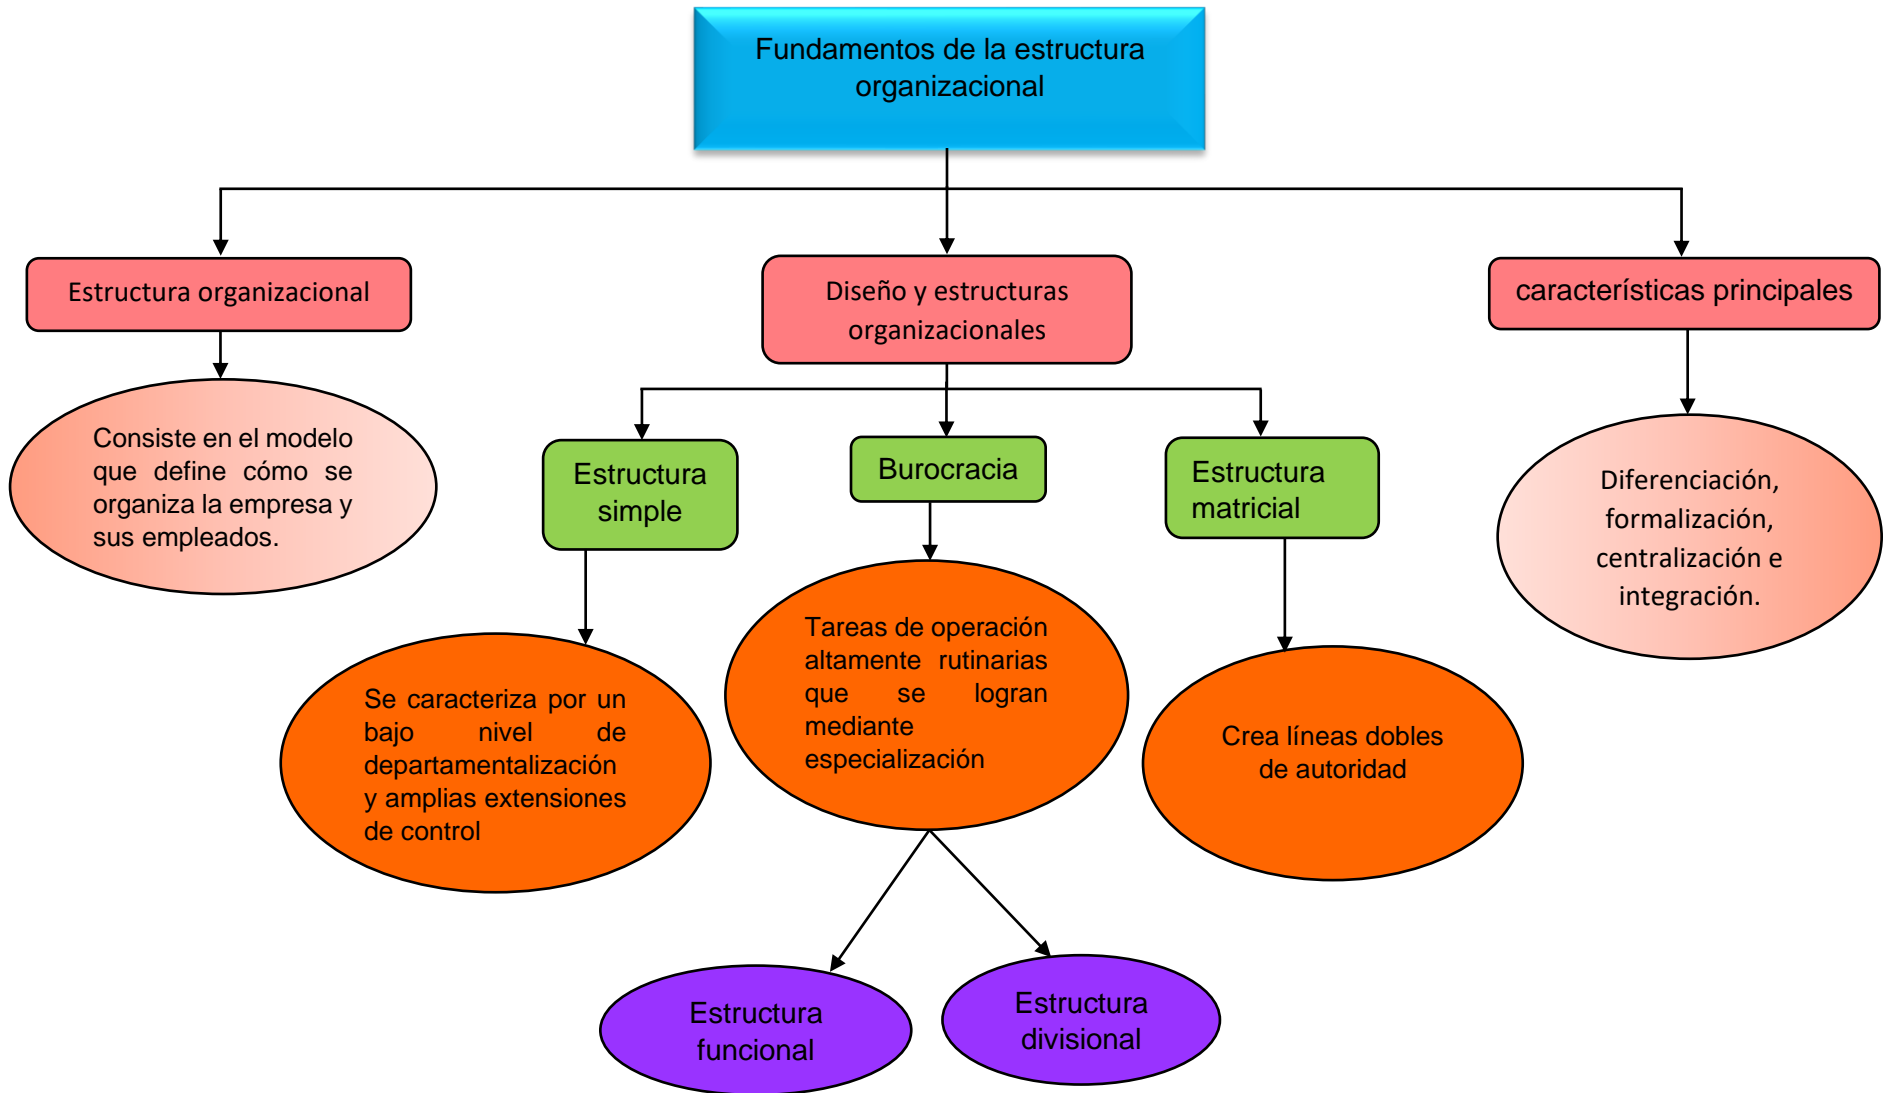 Fundamentos de la estructura
organizacional
Estructura organizacional
Diseño y estructuras
organizacionales
características principales
Consiste en el modelo
que define cómo se
organiza la empresa y
sus empleados.
Estructura
simple
Burocracia
Estructura
matricial
Diferenciación,
formalización,
centralización e
integración.
Se caracteriza por un
bajo nivel de
departamentalización
y amplias extensiones
de control
Tareas de operación
altamente rutinarias
que se logran
mediante
especialización
Crea líneas dobles
de autoridad
Estructura
funcional
Estructura
divisional